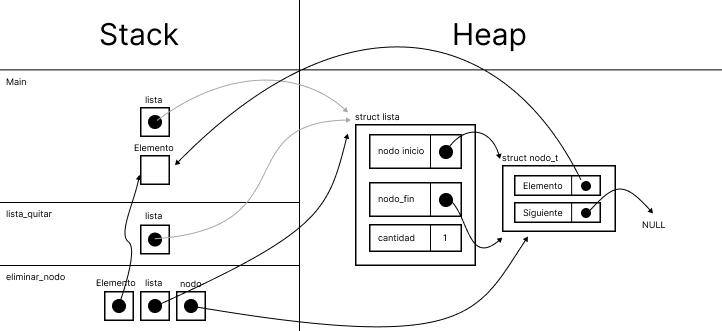 Stack
Heap
Main
lista
Elemento
struct lista
nodo inicio
nodo_fin
cantidad 1
struct nodo_t
Elemento
Siguiente
NULL
lista_quitar
lista
eliminar_nodo
Elemento lista nodo